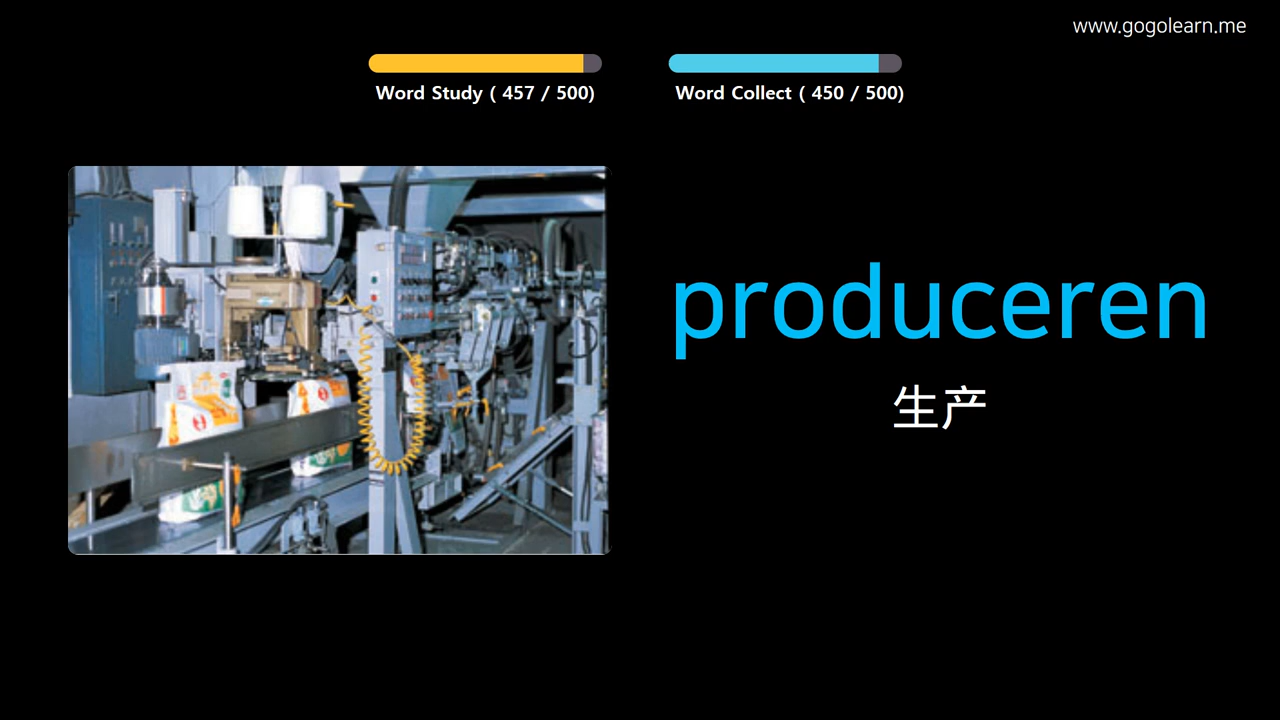 www.gogolearn.me
Word Study ( 457 / 500)
Word Collect ( 450 / 500)
produceren
生产